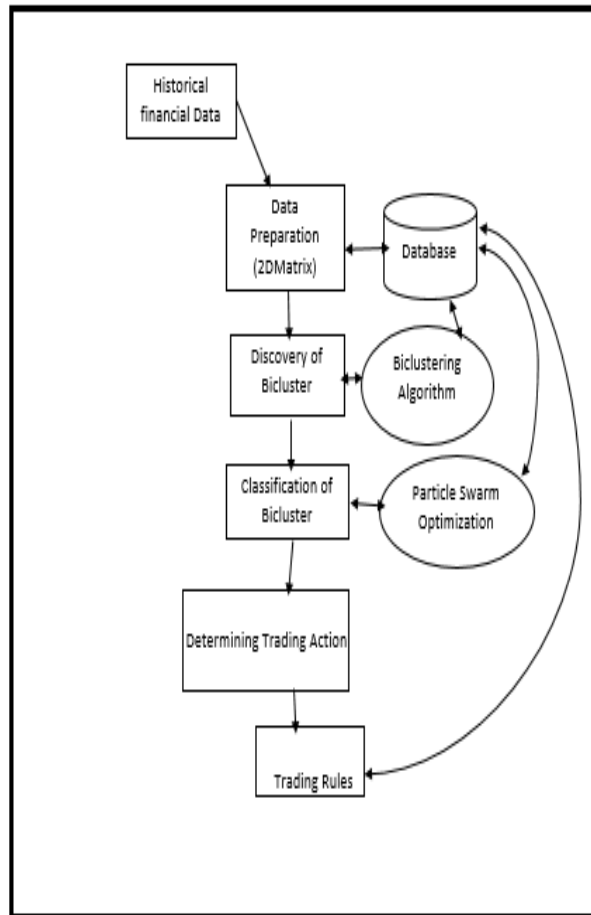 Historical
financial Data
Data
Preparation
(2DMatrix)
Database
Discovery of
Bicluster
Biclustering
Algorithm
Classification of
Bicluster
Particle Swarm
Optimization
Determining Trading Action
Trading Rules